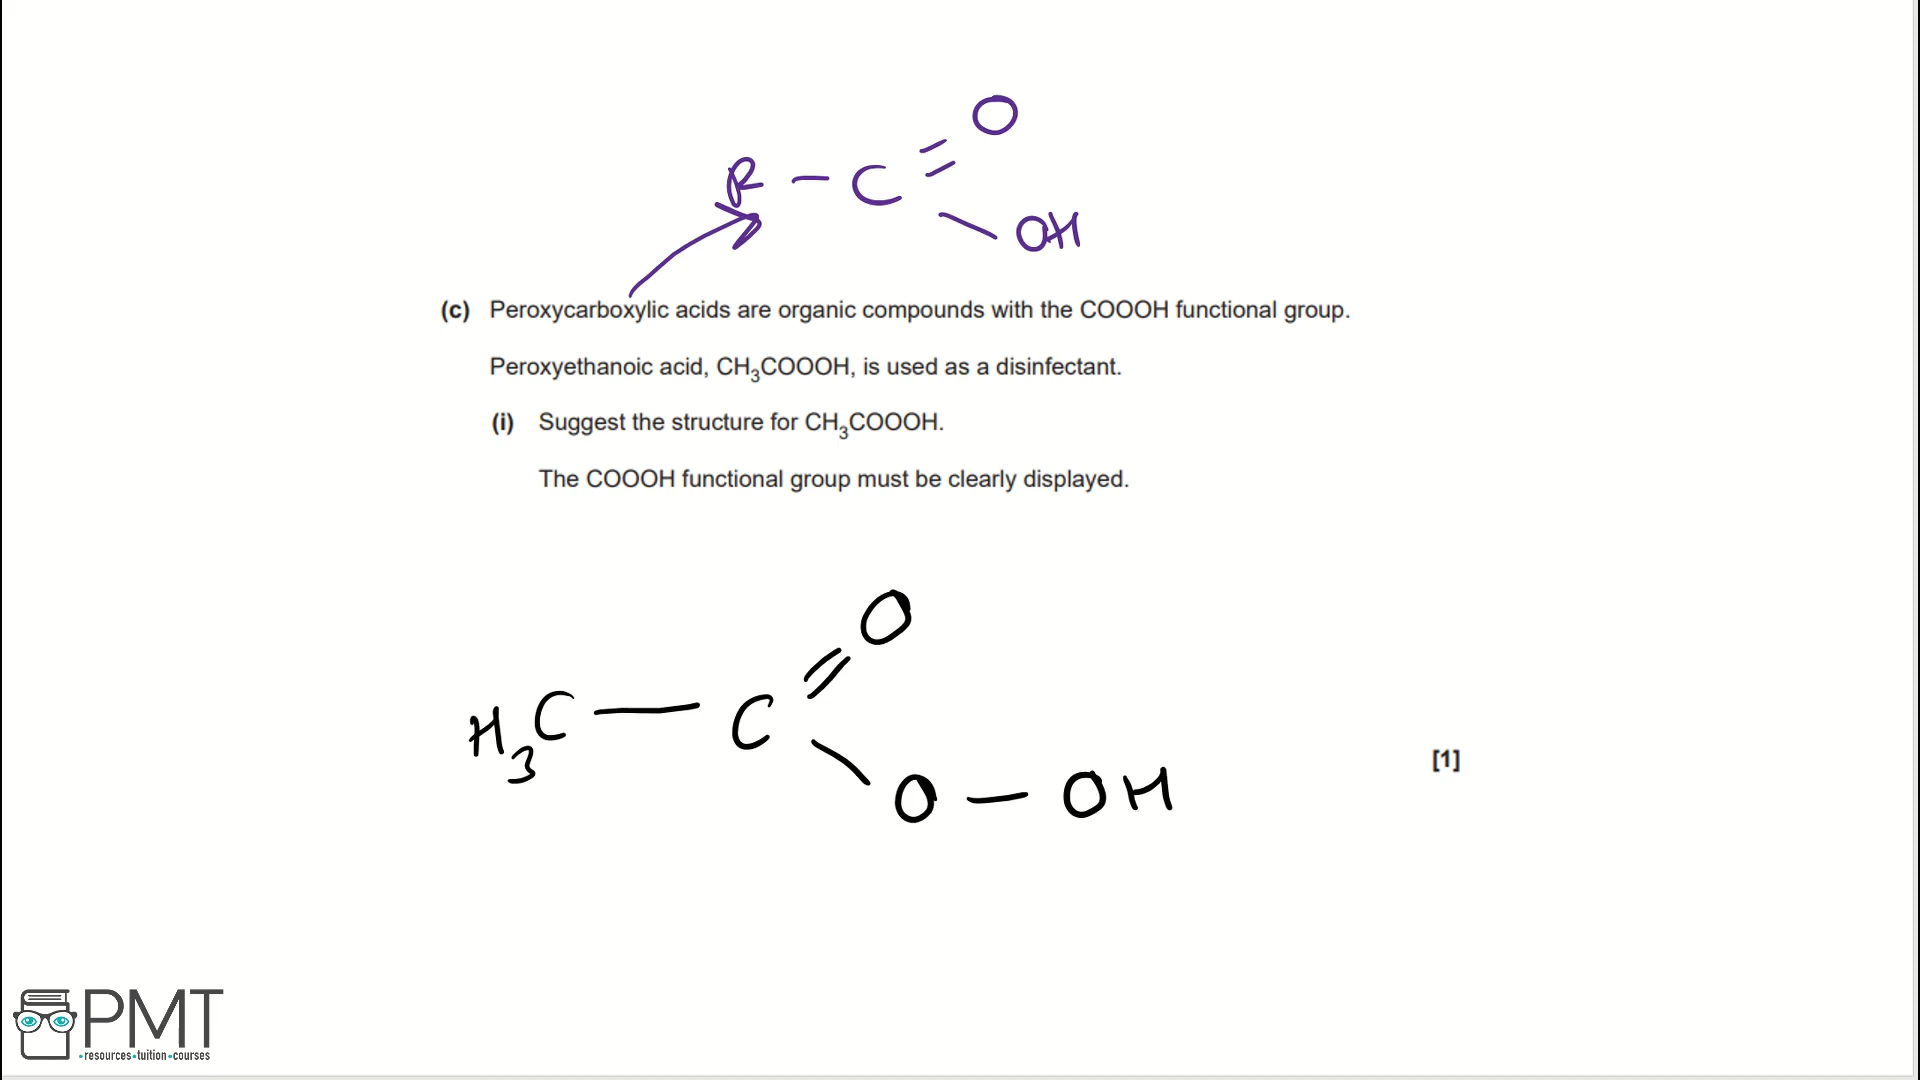 O
R – C =
OH
(c) Peroxycarboxylic acids are organic compounds with the COOOH functional group.
Peroxyethanoic acid, CH₃COOOH, is used as a disinfectant.
(i) Suggest the structure for CH₃COOOH.
The COOOH functional group must be clearly displayed.
O
H₃C — C
O – OH
[1]
PMT
•resources•tuition•courses